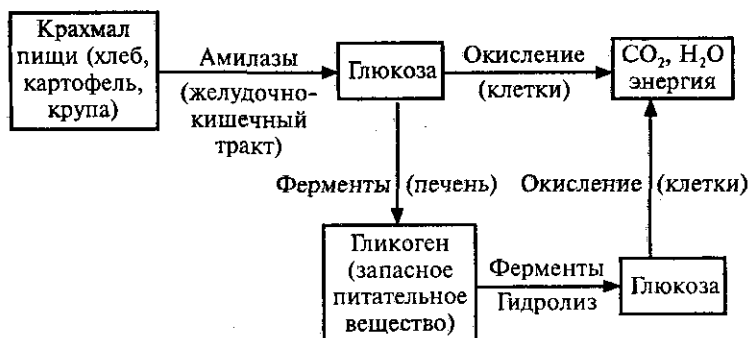 Крахмал
пищи (хлеб,
картофель,
крупа)
Амилазы
(желудочно-
кишечный
тракт)
Глюкоза
Окисление
(клетки)
CO₂, H₂O
энергия
Ферменты (печень)
Окисление (клетки)
Гликоген
(запасное
питательное
вещество)
Ферменты
Гидролиз
Глюкоза